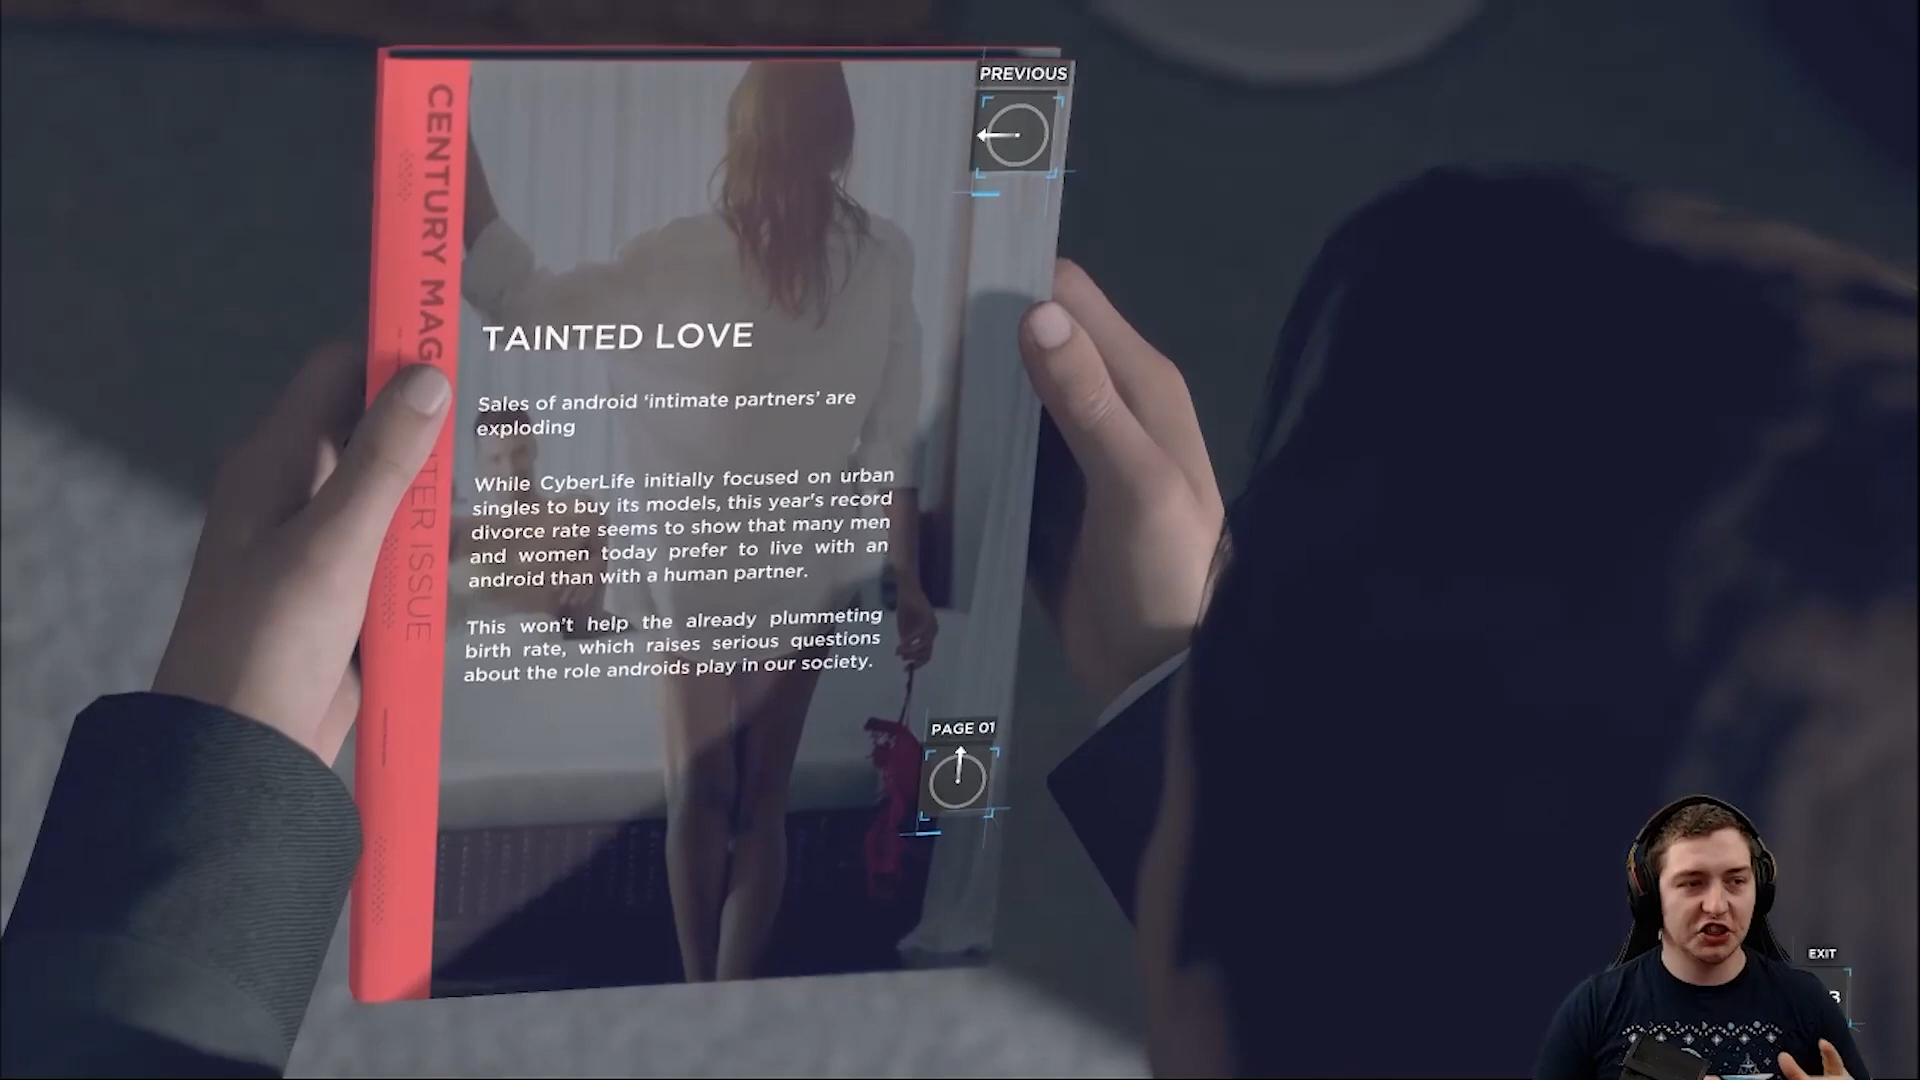 PREVIOUS
CENTURY MAG
TER ISSUE
TAINTED LOVE
Sales of android ‘intimate partners’ are
exploding
While CyberLife initially focused on urban
singles to buy its models, this year's record
divorce rate seems to show that many men
and women today prefer to live with an
android than with a human partner.
This won’t help the already plummeting
birth rate, which raises serious questions
about the role androids play in our society.
PAGE 01
EXIT